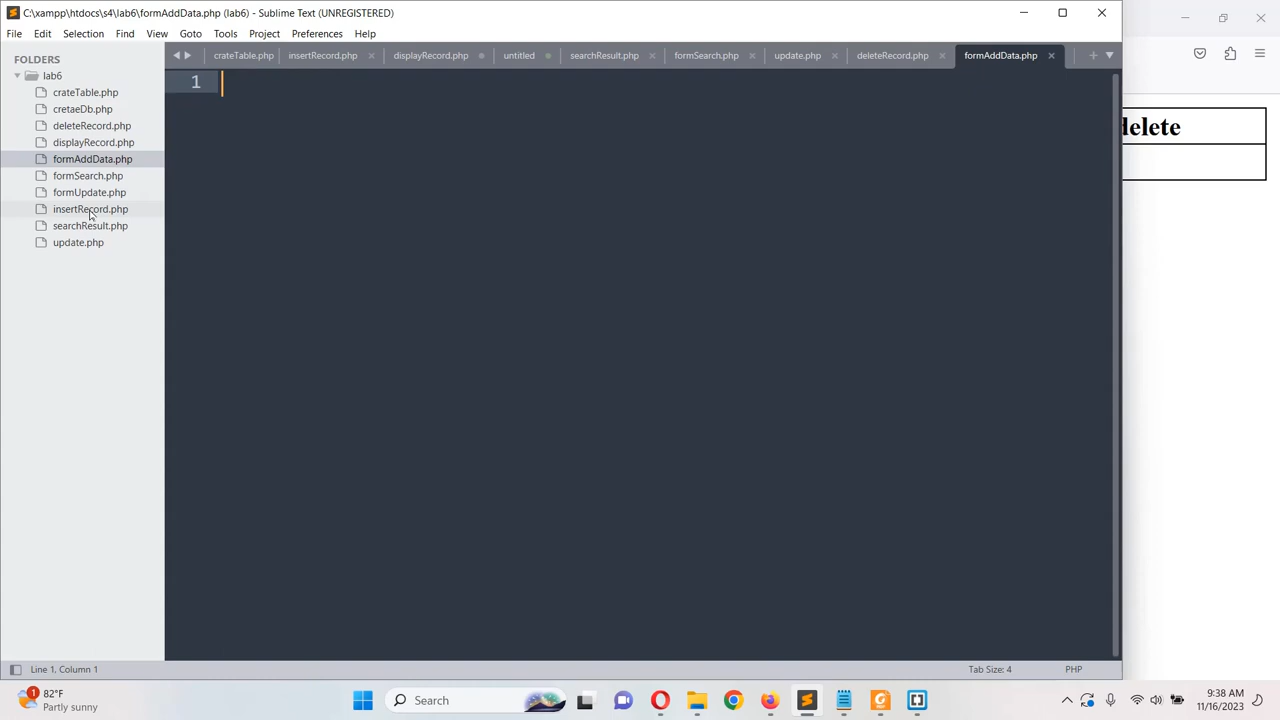 C:\xampp\htdocs\s4\lab6\formAddData.php (lab6) - Sublime Text (UNREGISTERED)
File Edit Selection Find View Goto Tools Project Preferences Help
FOLDERS
lab6
crateTable.php
cretaeDb.php
deleteRecord.php
displayRecord.php
formAddData.php
formSearch.php
formUpdate.php
insertRecord.php
searchResult.php
update.php
crateTable.php insertRecord.php displayRecord.php untitled searchResult.php formSearch.php update.php deleteRecord.php formAddData.php
1
delete
Line 1, Column 1
Tab Size: 4
PHP
1
82°F
Partly sunny
Search
9:38 AM
11/16/2023